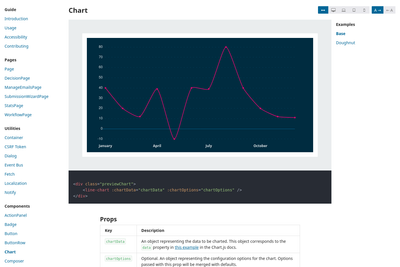 Guide
Introduction
Usage
Accessibility
Contributing
Pages
Page
DecisionPage
ManageEmailsPage
SubmissionWizardPage
StatsPage
WorkflowPage
Utilities
Container
CSRF Token
Dialog
Event Bus
Fetch
Localization
Notify
Components
ActionPanel
Badge
Button
ButtonRow
Chart
Composer
Chart
80
70
60
50
40
30
20
10
0
10
January
April
July
October
<div class="previewChart">
<line-chart :chartData="chartData" :chartOptions="chartOptions" />
</div>
Props
Key
Description
chartData
An object representing the data to be charted. This object corresponds to the
data property in this example in the Chart.js docs.
chartOptions
Optional. An object representing the configuration options for the chart. Options
passed with this prop will be merged with defaults.
Examples
Base
Doughnut